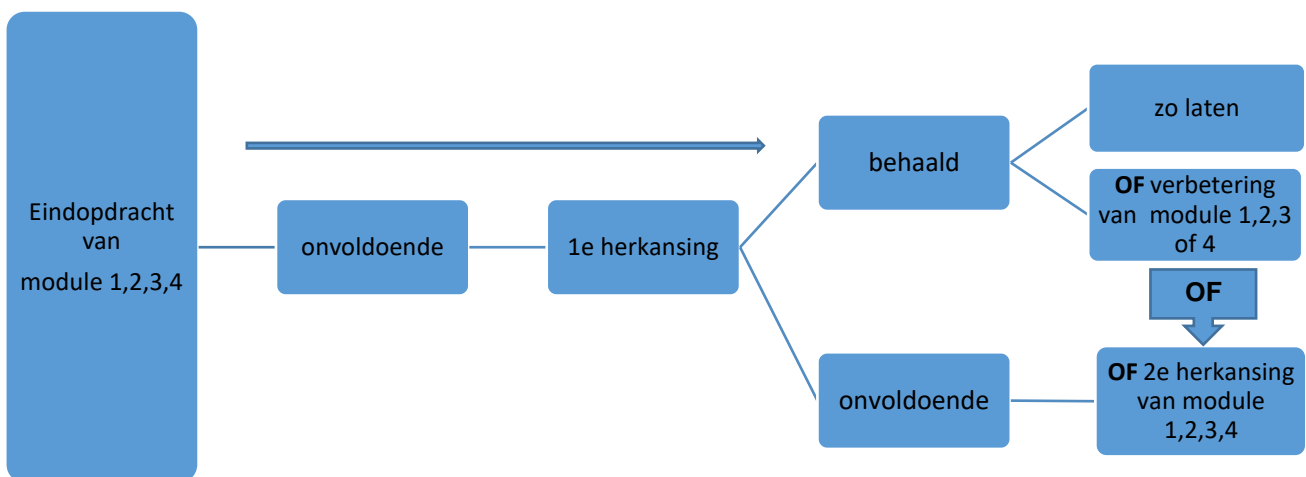 Eindopdracht
van
module 1,2,3,4
onvoldoende
1e herkansing
behaald
zo laten
OF verbetering
van module 1,2,3
of 4
OF
onvoldoende
OF 2e herkansing
van module
1,2,3,4